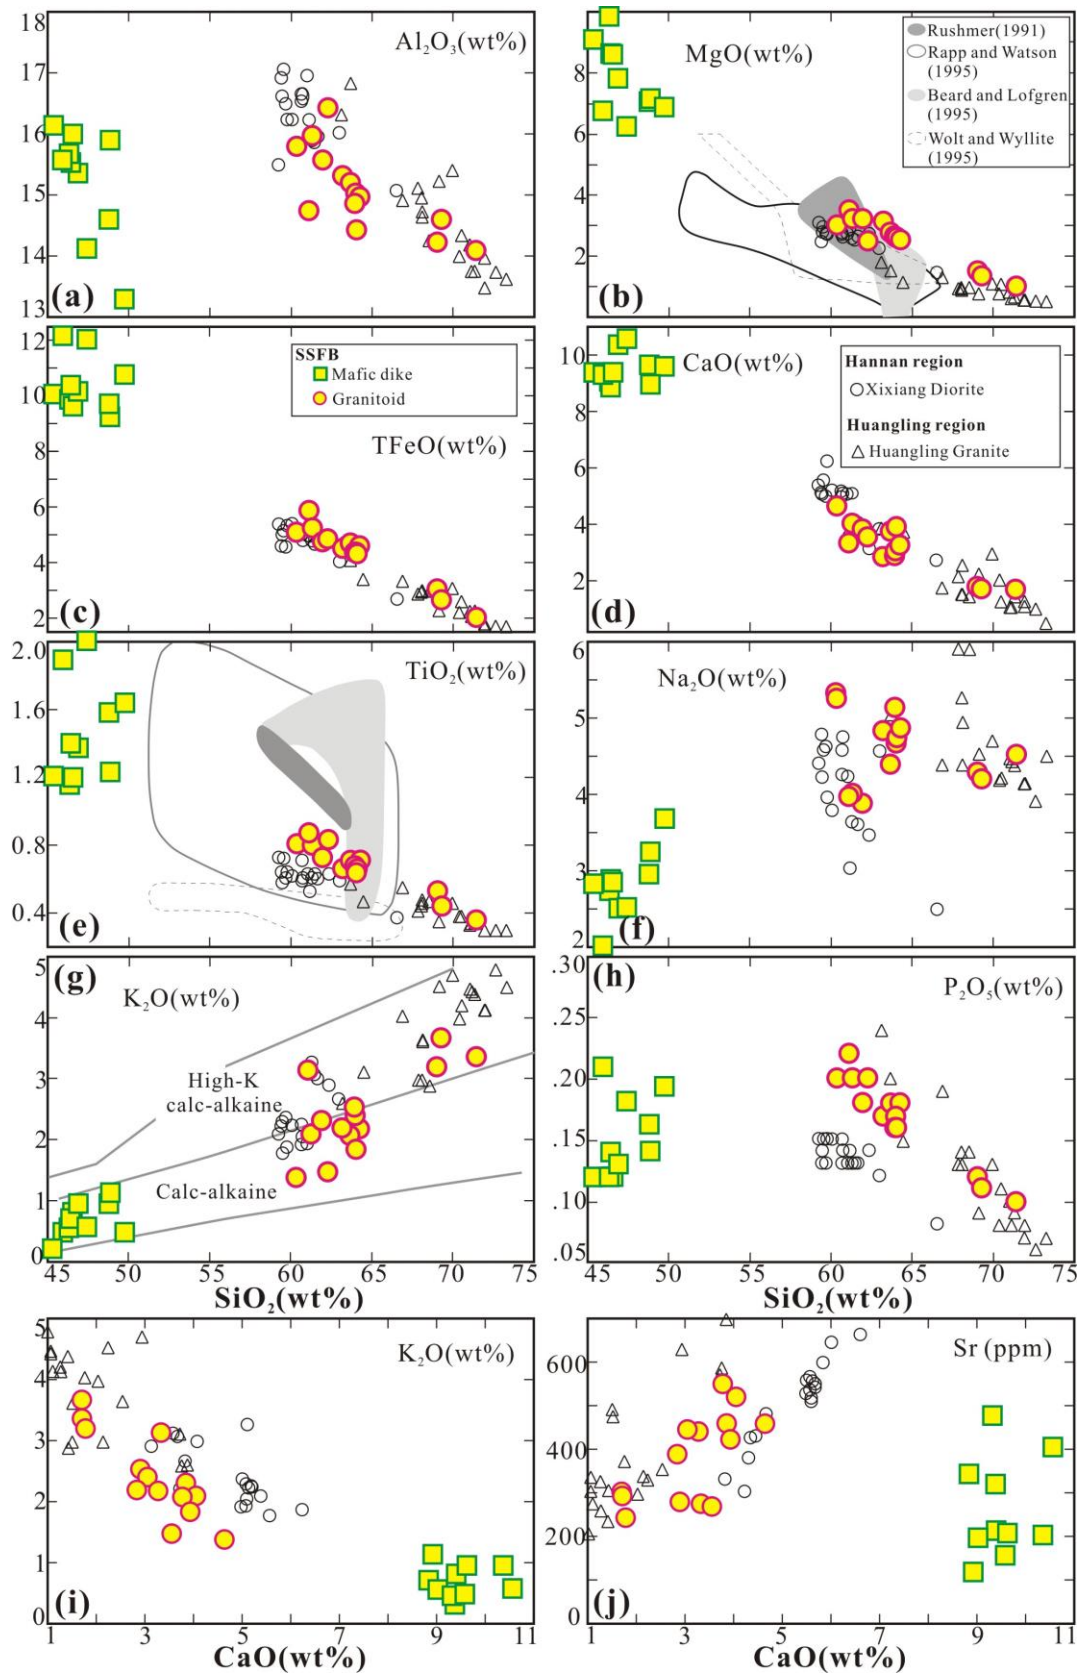 18
17
16
15
14
13
Al₂O₃(wt%)
(a)
8
6
4
2
MgO(wt%)
Rushmer(1991)
Rapp and Watson
(1995)
Beard and Lofgren
(1995)
Wolt and Wyllite
(1995)
(b)
12
10
8
6
4
2
SSFB
Mafic dike
Granitoid
TFeO(wt%)
(c)
10
8
6
4
2
CaO(wt%)
Hannan region
Xixiang Diorite
Huangling region
Huangling Granite
(d)
2.0
1.6
1.2
0.8
0.4
TiO₂(wt%)
(e)
6
5
4
3
2
Na₂O(wt%)
(f)
5
4
3
2
1
0
(g)
K₂O(wt%)
High-K
calc-alkaine
Calc-alkaine
45 50 55 60 65 70 75
SiO₂(wt%)
.30
.25
.20
.15
.10
.05
(h)
P₂O₅(wt%)
45 50 55 60 65 70 75
SiO₂(wt%)
5
4
3
2
1
0
K₂O(wt%)
(i)
1 3 5 7 9 11
CaO(wt%)
600
400
200
0
Sr (ppm)
(j)
1 3 5 7 9 11
CaO(wt%)